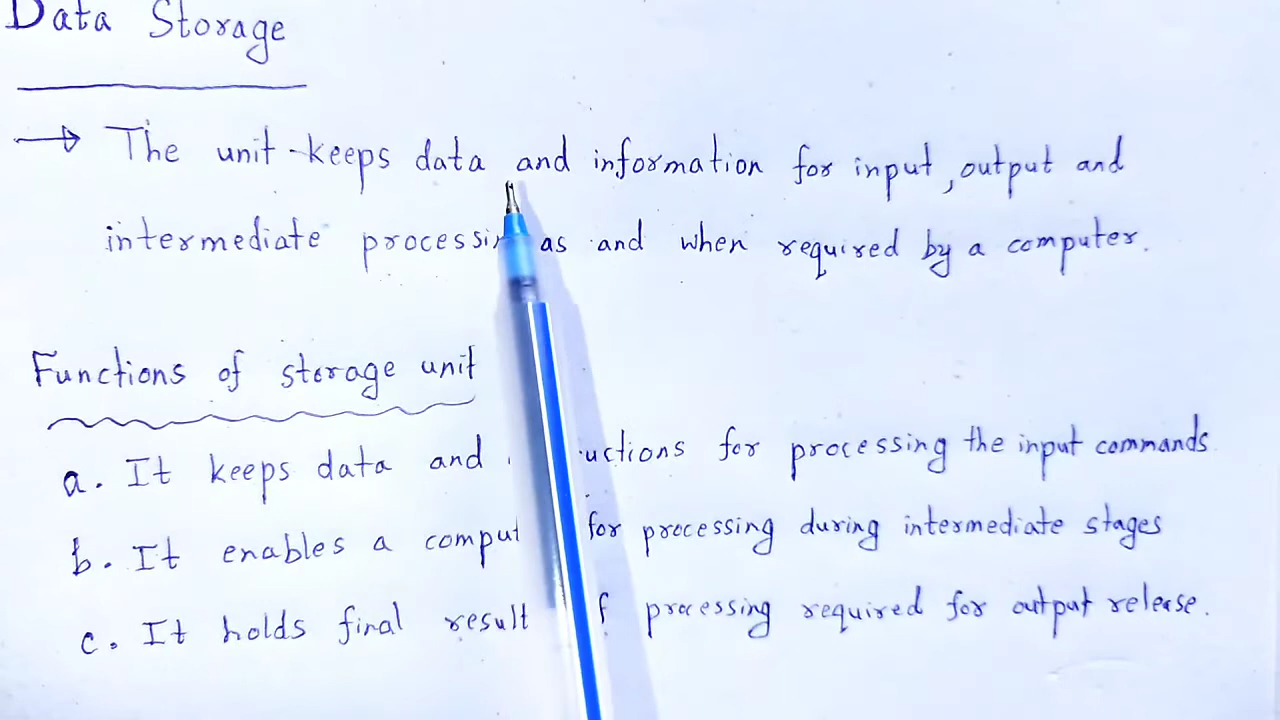 Data Storage
→ The unit keeps data and information for input, output and
intermediate as and when required by a computer.
Functions of storage unit
a. It keeps data and for processing the input commands
b. It enables a for processing during intermediate stages
c. It holds final result processing required for output release.